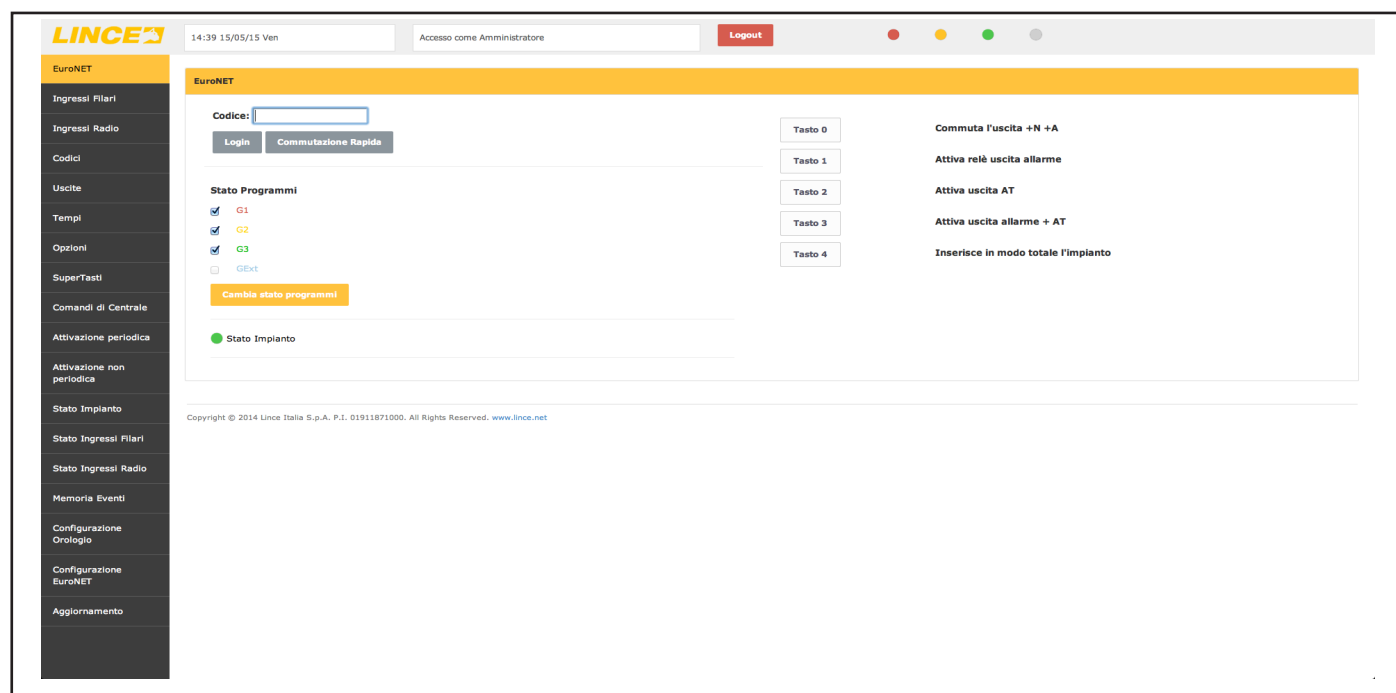 LINCE
14:39 15/05/15 Ven
Accesso come Amministratore
Logout
EuroNET
Ingressi Filari
Ingressi Radio
Codici
Uscite
Tempi
Opzioni
SuperTasti
Comandi di Centrale
Attivazione periodica
Attivazione non
periodica
Stato Impianto
Stato Ingressi Filari
Stato Ingressi Radio
Memoria Eventi
Configurazione
Orologio
Configurazione
EuroNET
Aggiornamento
EuroNET
Codice:
Login
Commutazione Rapida
Stato Programmi
G1
G2
G3
GExt
Cambia stato programmi
Stato Impianto
Tasto 0
Commuta l'uscita +N +A
Tasto 1
Attiva relè uscita allarme
Tasto 2
Attiva uscita AT
Tasto 3
Attiva uscita allarme + AT
Tasto 4
Inserisce in modo totale l'impianto
Copyright © 2014 Lince Italia S.p.A. P.I. 01911871000. All Rights Reserved. www.lince.net